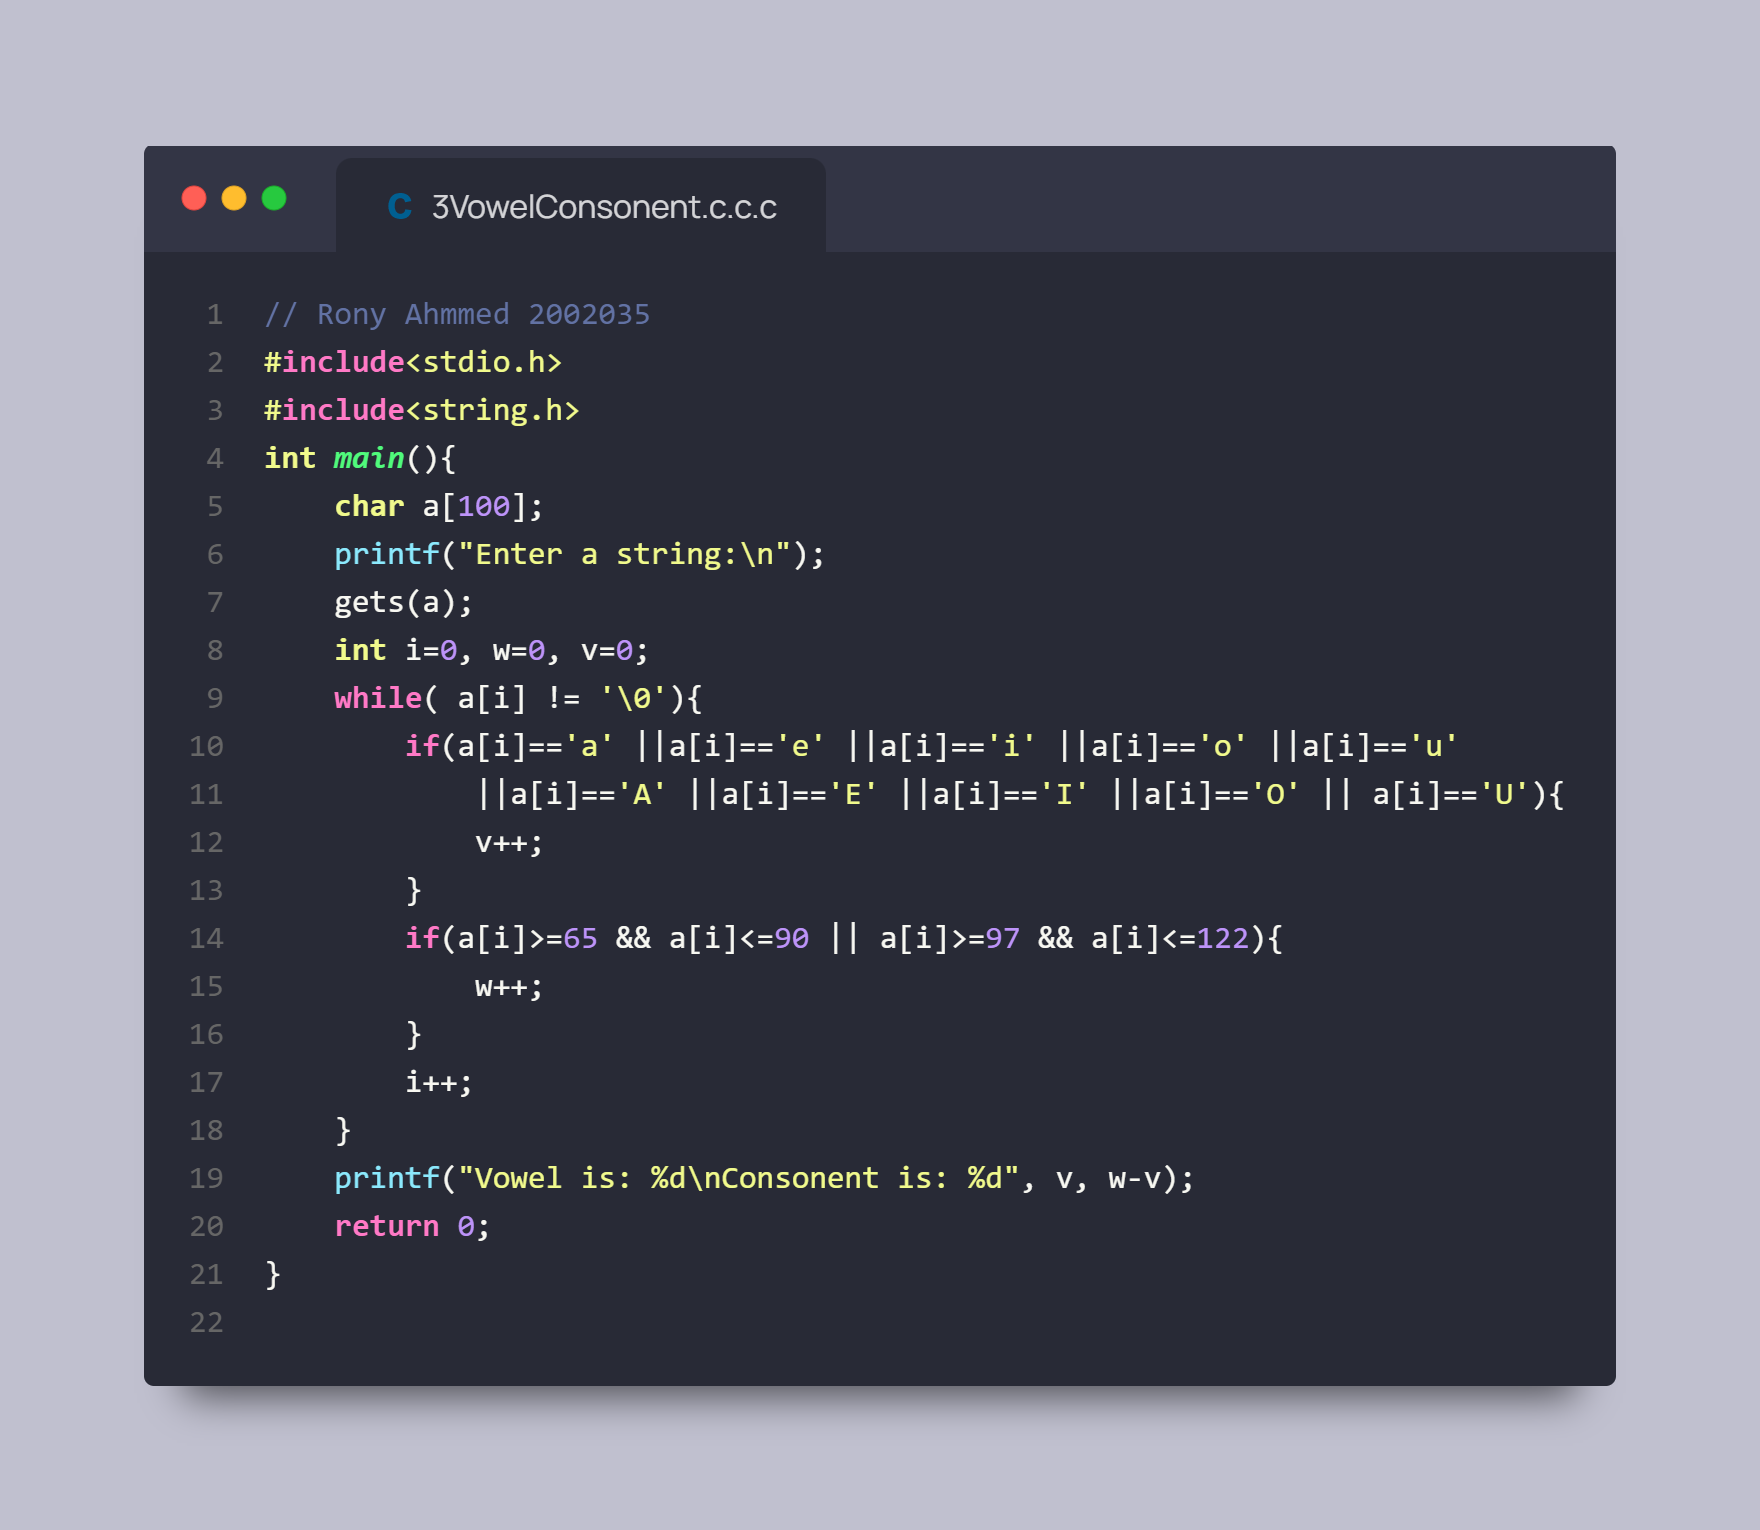 C 3VowelConsonent.c.c.c
1 // Rony Ahmmed 2002035
2 #include<stdio.h>
3 #include<string.h>
4 int main(){
5     char a[100];
6     printf("Enter a string:\n");
7     gets(a);
8     int i=0, w=0, v=0;
9     while( a[i] != '\0'){
10         if(a[i]=='a' ||a[i]=='e' ||a[i]=='i' ||a[i]=='o' ||a[i]=='u'
11             ||a[i]=='A' ||a[i]=='E' ||a[i]=='I' ||a[i]=='O' || a[i]=='U'){
12             v++;
13         }
14         if(a[i]>=65 && a[i]<=90 || a[i]>=97 && a[i]<=122){
15             w++;
16         }
17         i++;
18     }
19     printf("Vowel is: %d\nConsonent is: %d", v, w-v);
20     return 0;
21 }
22